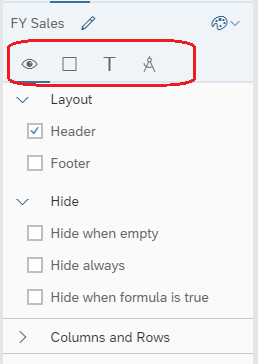 FY Sales
Layout
Header
Footer
Hide
Hide when empty
Hide always
Hide when formula is true
Columns and Rows